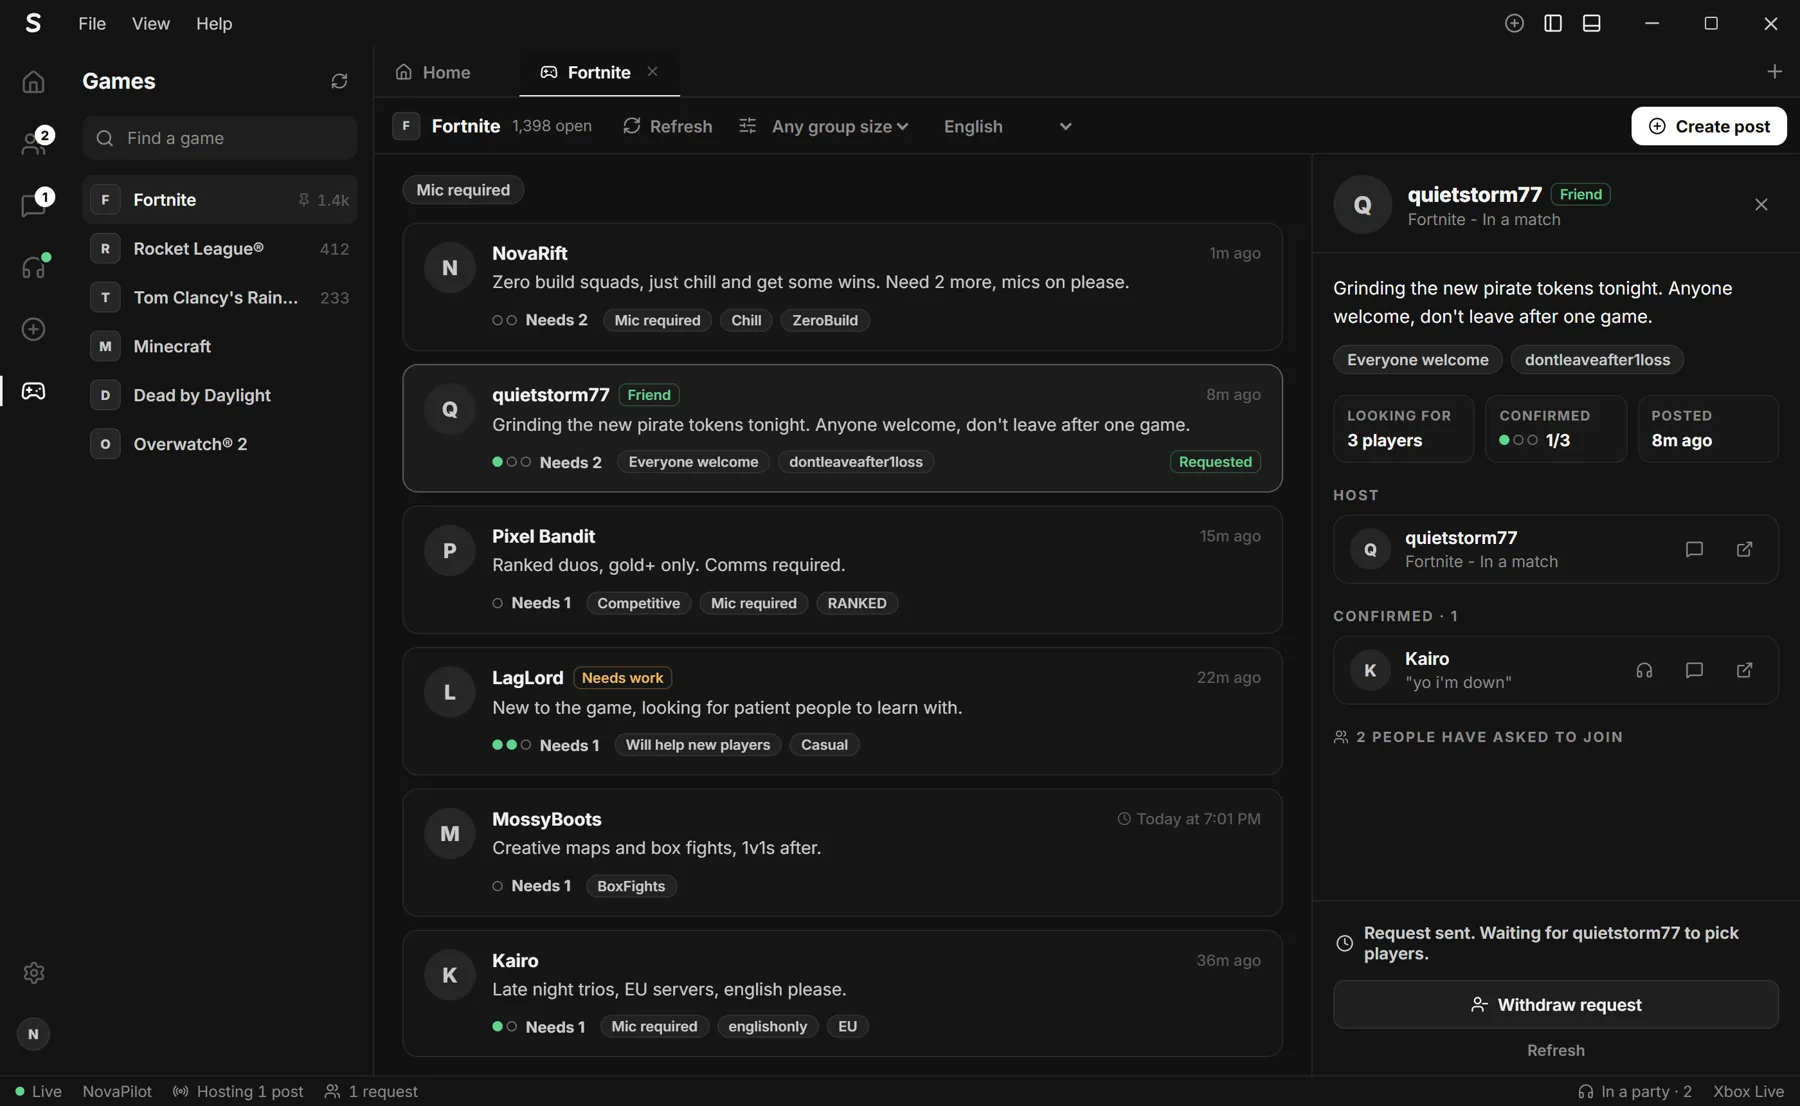 S
File
View
Help
2
1
N
Games
Find a game
F
Fortnite
1.4k
R
Rocket League®
412
T
Tom Clancy's Rain...
233
M
Minecraft
D
Dead by Daylight
O
Overwatch® 2
Home
Fortnite
F
Fortnite
1,398 open
Refresh
Any group size
English
Create post
Mic required
N
NovaRift
1m ago
Zero build squads, just chill and get some wins. Need 2 more, mics on please.
Needs 2
Mic required
Chill
ZeroBuild
Q
quietstorm77
Friend
8m ago
Grinding the new pirate tokens tonight. Anyone welcome, don't leave after one game.
Needs 2
Everyone welcome
dontleaveafter1loss
Requested
P
Pixel Bandit
15m ago
Ranked duos, gold+ only. Comms required.
Needs 1
Competitive
Mic required
RANKED
L
LagLord
Needs work
22m ago
New to the game, looking for patient people to learn with.
Needs 1
Will help new players
Casual
M
MossyBoots
Today at 7:01 PM
Creative maps and box fights, 1v1s after.
Needs 1
BoxFights
K
Kairo
36m ago
Late night trios, EU servers, english please.
Needs 1
Mic required
englishonly
EU
Q
quietstorm77
Friend
Fortnite - In a match
Grinding the new pirate tokens tonight. Anyone
welcome, don't leave after one game.
Everyone welcome
dontleaveafter1loss
LOOKING FOR
3 players
CONFIRMED
1/3
POSTED
8m ago
HOST
Q
quietstorm77
Fortnite - In a match
CONFIRMED · 1
K
Kairo
"yo i'm down"
2 PEOPLE HAVE ASKED TO JOIN
Request sent. Waiting for quietstorm77 to pick
players.
Withdraw request
Refresh
Live
NovaPilot
Hosting 1 post
1 request
In a party · 2
Xbox Live